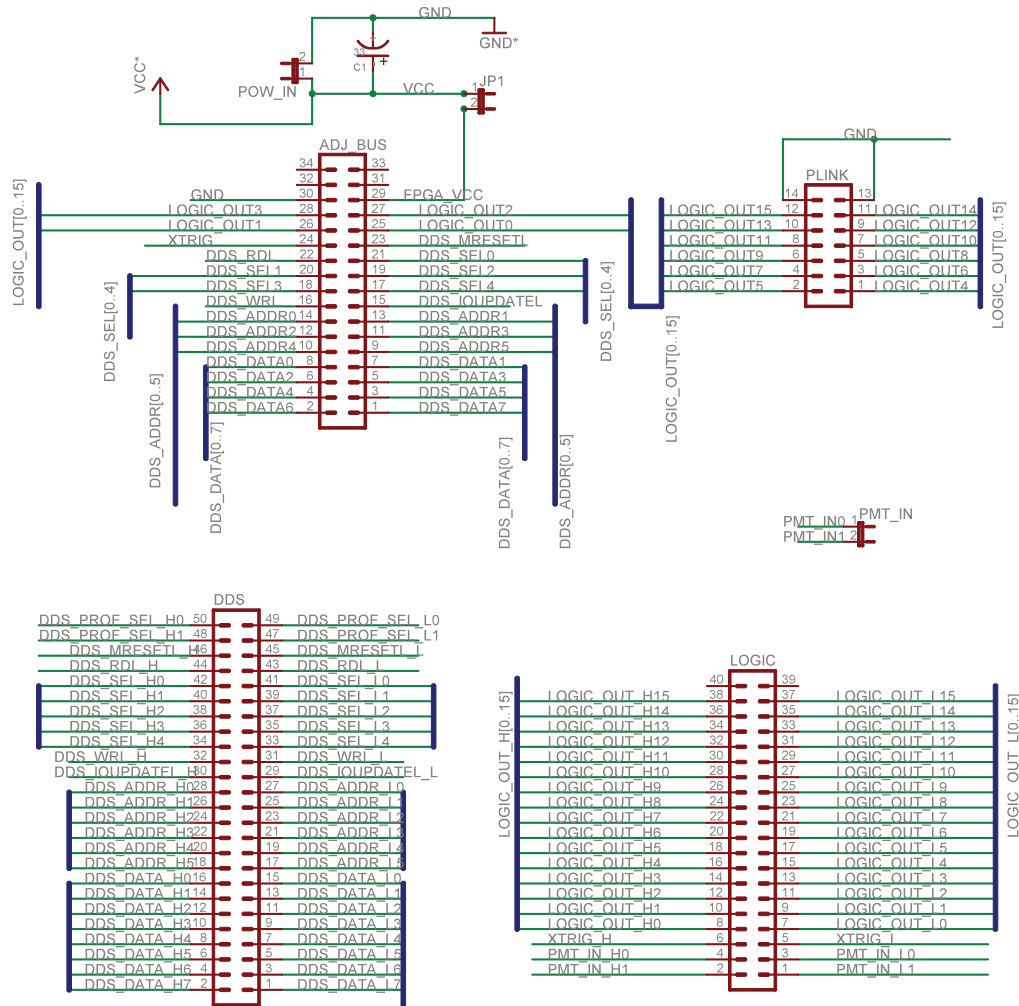 GND
GND*
VCC*
33
C1
+
2
1
POW_IN
VCC
1
2
JP1
ADJ_BUS
34 33
32 31
GND 30 29 FPGA_VCC
LOGIC_OUT3 28 27 LOGIC_OUT2
LOGIC_OUT1 26 25 LOGIC_OUT0
XTRIG 24 23 DDS_MRESETL
DDS_RDL 22 21 DDS_SEL0
DDS_SEL1 20 19 DDS_SEL2
DDS_SEL3 18 17 DDS_SEL4
DDS_WRL 16 15 DDS_IOUPDATEL
DDS_ADDR0 14 13 DDS_ADDR1
DDS_ADDR2 12 11 DDS_ADDR3
DDS_ADDR4 10 9 DDS_ADDR5
DDS_DATA0 8 7 DDS_DATA1
DDS_DATA2 6 5 DDS_DATA3
DDS_DATA4 4 3 DDS_DATA5
DDS_DATA6 2 1 DDS_DATA7
LOGIC_OUT[0..15]
DDS_SEL[0..4]
DDS_ADDR[0..5]
DDS_DATA[0..7]
DDS_DATA[0..7]
DDS_ADDR[0..5]
DDS_SEL[0..4]
LOGIC_OUT[0..15]
GND
PLINK
14 13
LOGIC_OUT15 12 11 LOGIC_OUT14
LOGIC_OUT13 10 9 LOGIC_OUT12
LOGIC_OUT11 8 7 LOGIC_OUT10
LOGIC_OUT9 6 5 LOGIC_OUT8
LOGIC_OUT7 4 3 LOGIC_OUT6
LOGIC_OUT5 2 1 LOGIC_OUT4
LOGIC_OUT[0..15]
PMT_IN
PMT_IN0 1
PMT_IN1 2
DDS
DDS_PROF_SEL_H0 50 49 DDS_PROF_SEL_L0
DDS_PROF_SEL_H1 48 47 DDS_PROF_SEL_L1
DDS_MRESETL_H 46 45 DDS_MRESETL_L
DDS_RDL_H 44 43 DDS_RDL_L
DDS_SEL_H0 42 41 DDS_SEL_L0
DDS_SEL_H1 40 39 DDS_SEL_L1
DDS_SEL_H2 38 37 DDS_SEL_L2
DDS_SEL_H3 36 35 DDS_SEL_L3
DDS_SEL_H4 34 33 DDS_SEL_L4
DDS_WRL_H 32 31 DDS_WRL_L
DDS_IOUPDATEL_H 30 29 DDS_IOUPDATEL_L
DDS_ADDR_H0 28 27 DDS_ADDR_L0
DDS_ADDR_H1 26 25 DDS_ADDR_L1
DDS_ADDR_H2 24 23 DDS_ADDR_L2
DDS_ADDR_H3 22 21 DDS_ADDR_L3
DDS_ADDR_H4 20 19 DDS_ADDR_L4
DDS_ADDR_H5 18 17 DDS_ADDR_L5
DDS_DATA_H0 16 15 DDS_DATA_L0
DDS_DATA_H1 14 13 DDS_DATA_L1
DDS_DATA_H2 12 11 DDS_DATA_L2
DDS_DATA_H3 10 9 DDS_DATA_L3
DDS_DATA_H4 8 7 DDS_DATA_L4
DDS_DATA_H5 6 5 DDS_DATA_L5
DDS_DATA_H6 4 3 DDS_DATA_L6
DDS_DATA_H7 2 1 DDS_DATA_L7
LOGIC
40 39
LOGIC_OUT_H15 38 37 LOGIC_OUT_L15
LOGIC_OUT_H14 36 35 LOGIC_OUT_L14
LOGIC_OUT_H13 34 33 LOGIC_OUT_L13
LOGIC_OUT_H12 32 31 LOGIC_OUT_L12
LOGIC_OUT_H11 30 29 LOGIC_OUT_L11
LOGIC_OUT_H10 28 27 LOGIC_OUT_L10
LOGIC_OUT_H9 26 25 LOGIC_OUT_L9
LOGIC_OUT_H8 24 23 LOGIC_OUT_L8
LOGIC_OUT_H7 22 21 LOGIC_OUT_L7
LOGIC_OUT_H6 20 19 LOGIC_OUT_L6
LOGIC_OUT_H5 18 17 LOGIC_OUT_L5
LOGIC_OUT_H4 16 15 LOGIC_OUT_L4
LOGIC_OUT_H3 14 13 LOGIC_OUT_L3
LOGIC_OUT_H2 12 11 LOGIC_OUT_L2
LOGIC_OUT_H1 10 9 LOGIC_OUT_L1
LOGIC_OUT_H0 8 7 LOGIC_OUT_L0
XTRIG_H 6 5 XTRIG_L
PMT_IN_H0 4 3 PMT_IN_L0
PMT_IN_H1 2 1 PMT_IN_L1
LOGIC_OUT_H[0..15]
LOGIC_OUT_L[0..15]